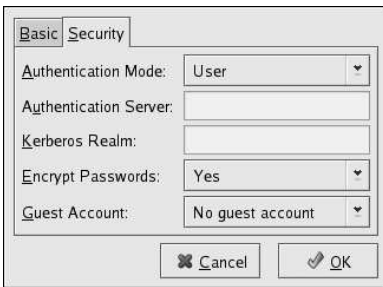 Basic Security
Authentication Mode: User
Authentication Server:
Kerberos Realm:
Encrypt Passwords: Yes
Guest Account: No guest account
Cancel OK